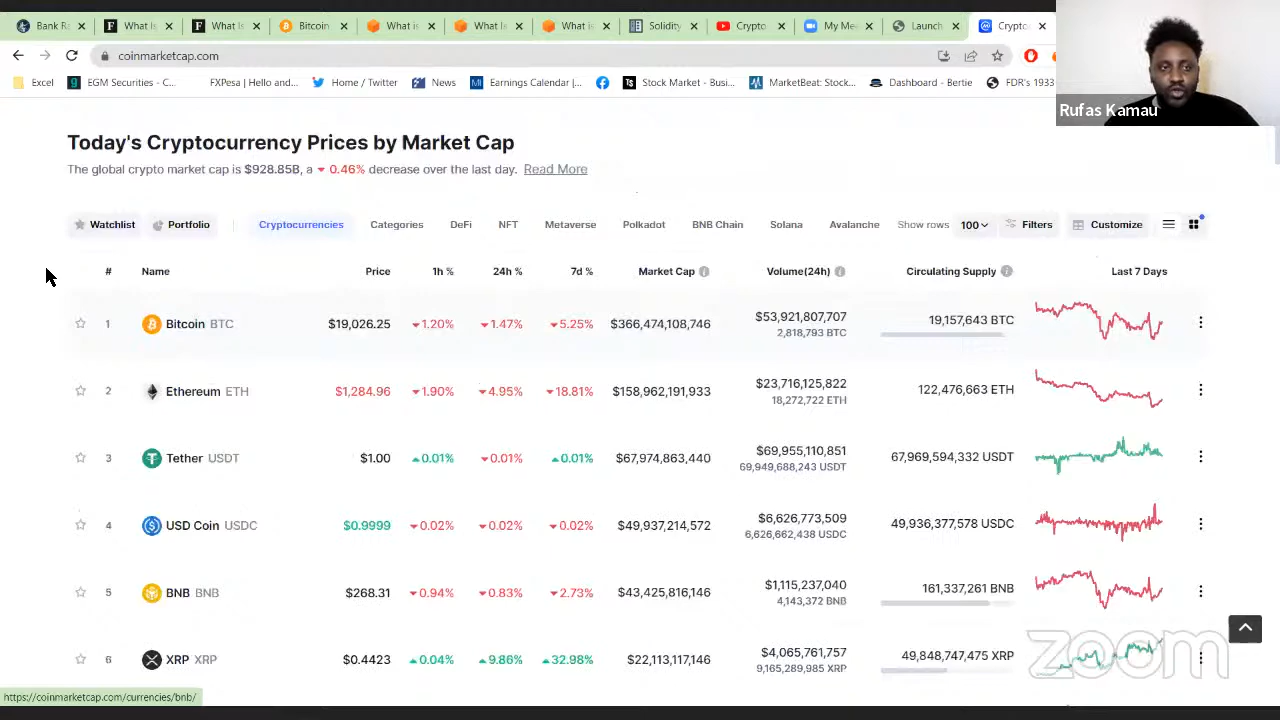 Bank Ra
What Is
What is
Bitcoin
What is
What is
What is
Solidity
Crypto
My Me
Launch
Crypto
coinmarketcap.com
Excel
EGM Securities - C...
FXPesa | Hello and...
Home / Twitter
News
Earnings Calendar |...
Stock Market - Busi...
MarketBeat: Stock...
Dashboard - Bertie
FDR's 1933
Rufas Kamau
Today's Cryptocurrency Prices by Market Cap
The global crypto market cap is $928.85B, a 0.46% decrease over the last day. Read More
Watchlist Portfolio Cryptocurrencies Categories DeFi NFT Metaverse Polkadot BNB Chain Solana Avalanche Show rows 100 Filters Customize
# Name Price 1h % 24h % 7d % Market Cap Volume(24h) Circulating Supply Last 7 Days
1 Bitcoin BTC $19,026.25 1.20% 1.47% 5.25% $366,474,108,746 $53,921,807,707 19,157,643 BTC
2,818,793 BTC
2 Ethereum ETH $1,284.96 1.90% 4.95% 18.81% $158,962,191,933 $23,716,125,822 122,476,663 ETH
18,272,722 ETH
3 Tether USDT $1.00 0.01% 0.01% 0.01% $67,974,863,440 $69,955,110,851 67,969,594,332 USDT
69,949,688,243 USDT
4 USD Coin USDC $0.9999 0.02% 0.02% 0.02% $49,937,214,572 $6,626,773,509 49,936,377,578 USDC
6,626,662,438 USDC
5 BNB BNB $268.31 0.94% 0.83% 2.73% $43,425,816,146 $1,115,237,040 161,337,261 BNB
4,143,372 BNB
6 XRP XRP $0.4423 0.04% 9.86% 32.98% $22,113,117,146 $4,065,761,757 49,848,747,475 XRP
9,165,289,985 XRP
zoom
https://coinmarketcap.com/currencies/bnb/